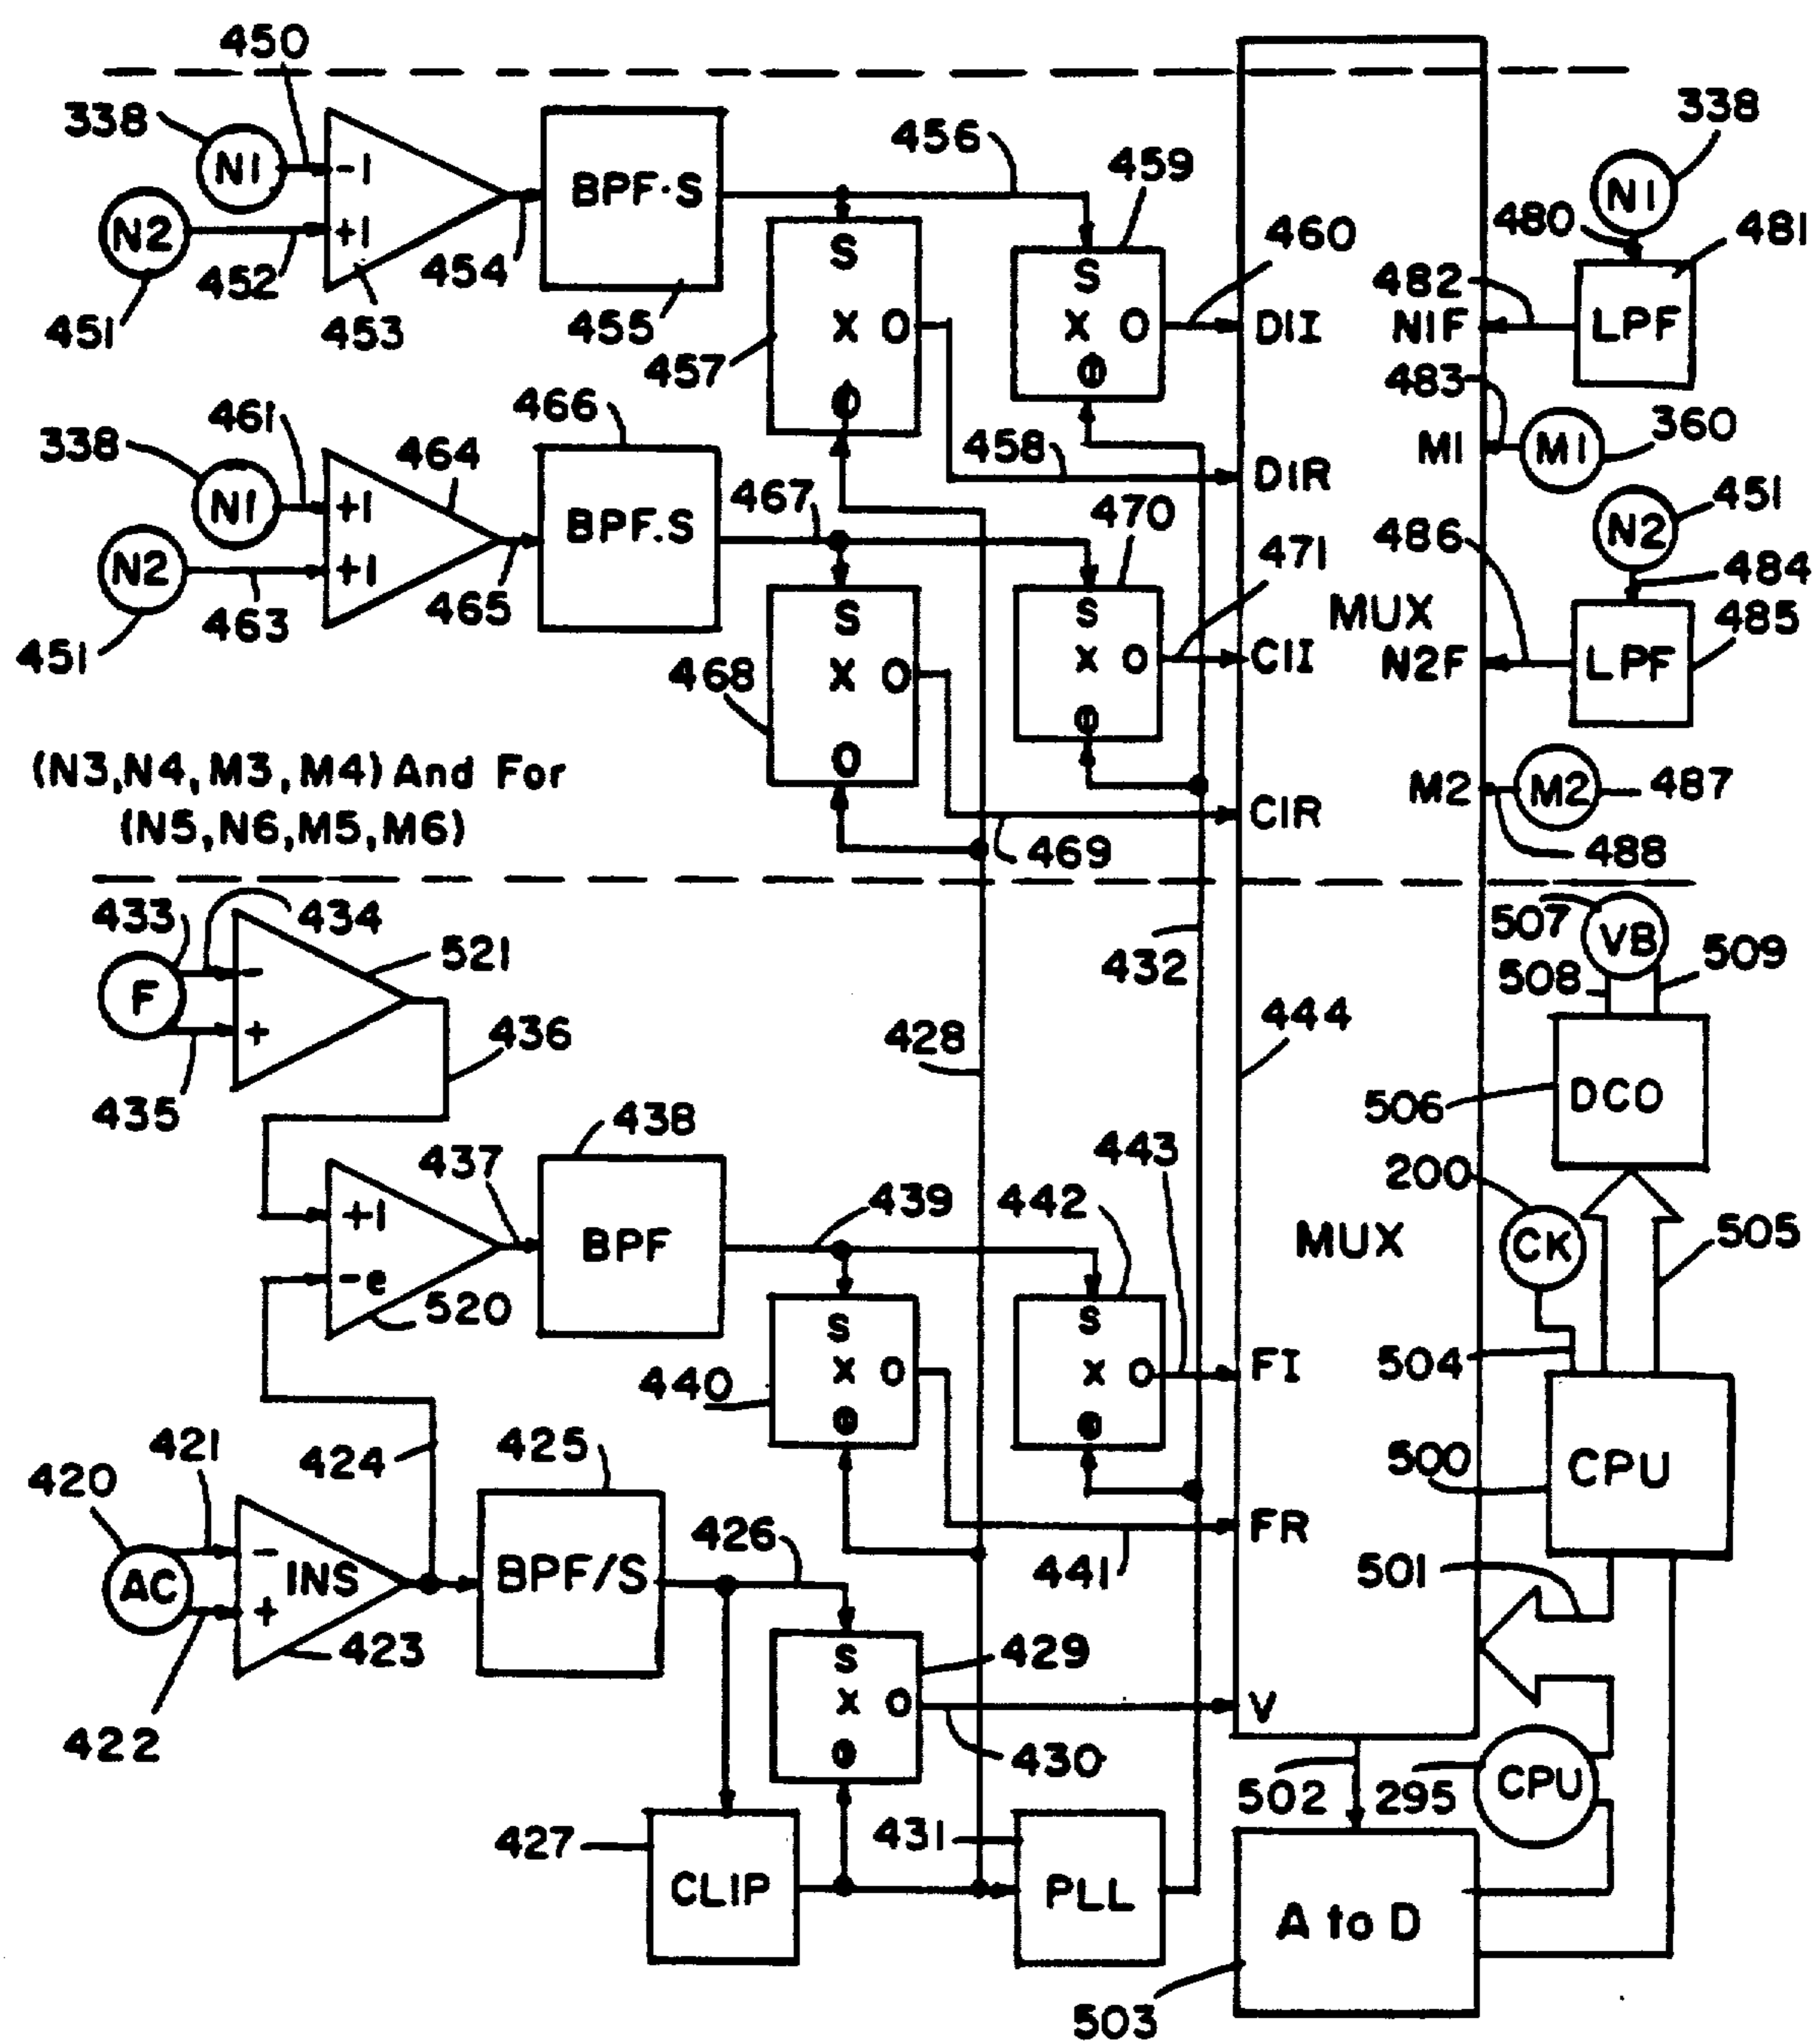 450
338
N1
-1
N2
+1
452
451
453
454
BPF·S
455
456
457
S
X O
Φ
459
S
X O
Φ
460
D1I
458
D1R
338
N1
480
481
482
N1F
LPF
483
M1
M1
360
461
338
N1
+1
N2
+1
463
451
464
465
466
BPF.S
467
468
S
X O
O
470
S
X O
Φ
471
C1I
MUX
486
N2
451
484
485
N2F
LPF
M2
M2
487
488
C1R
469
(N3,N4,M3,M4) And For
(N5,N6,M5,M6)
433
434
F
-
+
435
521
436
428
432
444
507
VB
508
509
506
DCO
437
438
+1
-e
520
BPF
439
440
S
X O
Φ
442
S
X O
Φ
443
FI
MUX
200
CK
504
505
441
FR
500
CPU
501
420
421
AC
-
INS
+
422
423
424
425
BPF/S
426
429
S
X O
Φ
430
V
427
CLIP
431
PLL
502
295
CPU
A to D
503